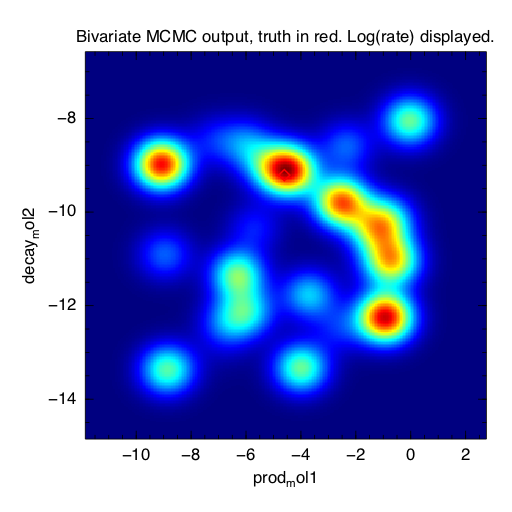 Bivariate MCMC output, truth in red. Log(rate) displayed.
−8
−10
−12
−14
decay_mol2
−10 −8 −6 −4 −2 0 2
prod_mol1